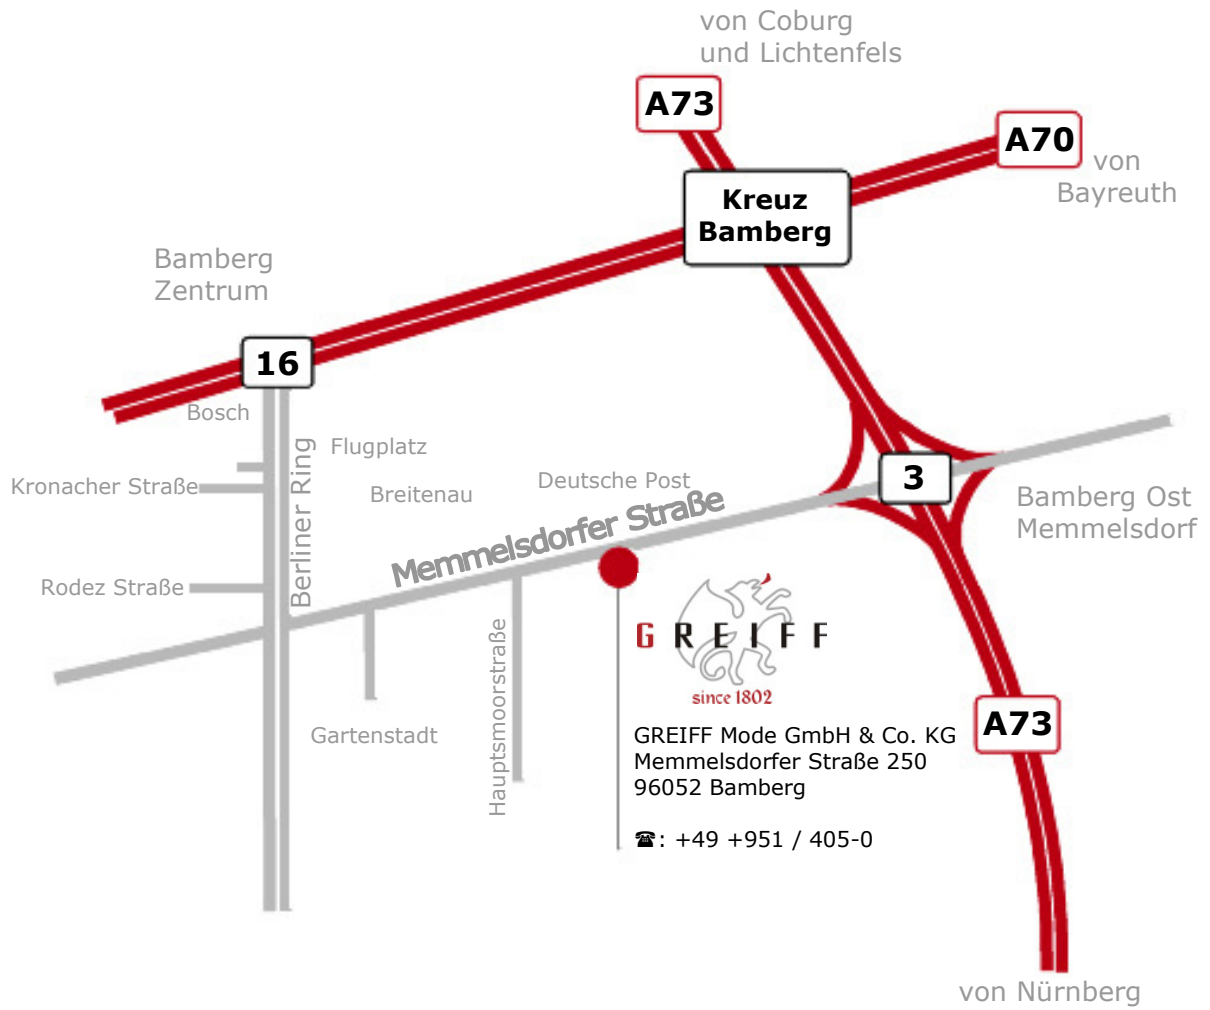 von Coburg
und Lichtenfels
A73
A70
von
Bayreuth
Kreuz
Bamberg
Bamberg
Zentrum
16
Bosch
Berliner Ring
Flugplatz
Kronacher Straße
Breitenau
Deutsche Post
Memmelsdorfer Straße
3
Bamberg Ost
Memmelsdorf
Rodez Straße
Gartenstadt
Hauptsmoorstraße
GREIFF
since 1802
A73
GREIFF Mode GmbH & Co. KG
Memmelsdorfer Straße 250
96052 Bamberg
☎: +49 +951 / 405-0
von Nürnberg